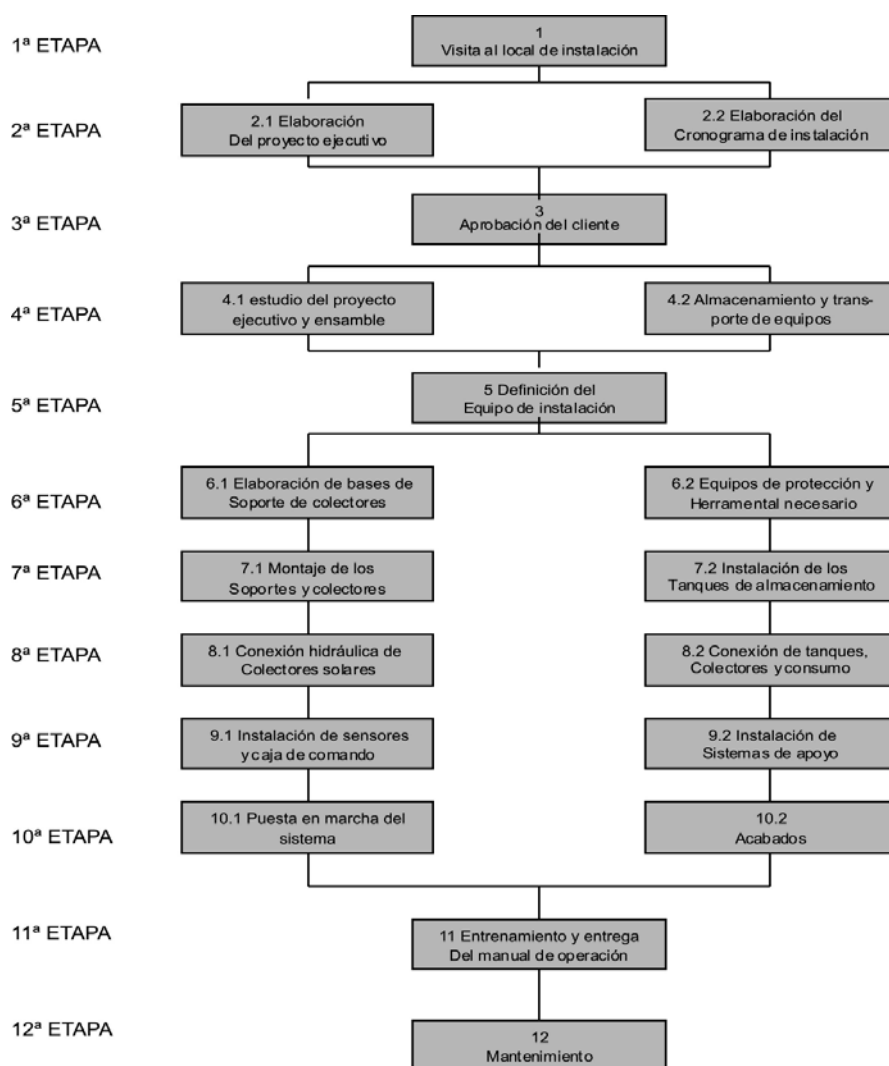 1ª ETAPA
1
Visita al local de instalación
2ª ETAPA
2.1 Elaboración
Del proyecto ejecutivo
2.2 Elaboración del
Cronograma de instalación
3ª ETAPA
3
Aprobación del cliente
4ª ETAPA
4.1 estudio del proyecto
ejecutivo y ensamble
4.2 Almacenamiento y trans-
porte de equipos
5ª ETAPA
5 Definición del
Equipo de instalación
6ª ETAPA
6.1 Elaboración de bases de
Soporte de colectores
6.2 Equipos de protección y
Herramental necesario
7ª ETAPA
7.1 Montaje de los
Soportes y colectores
7.2 Instalación de los
Tanques de almacenamiento
8ª ETAPA
8.1 Conexión hidráulica de
Colectores solares
8.2 Conexión de tanques,
Colectores y consumo
9ª ETAPA
9.1 Instalación de sensores
y caja de comando
9.2 Instalación de
Sistemas de apoyo
10ª ETAPA
10.1 Puesta en marcha del
sistema
10.2
Acabados
11ª ETAPA
11 Entrenamiento y entrega
Del manual de operación
12ª ETAPA
12
Mantenimiento